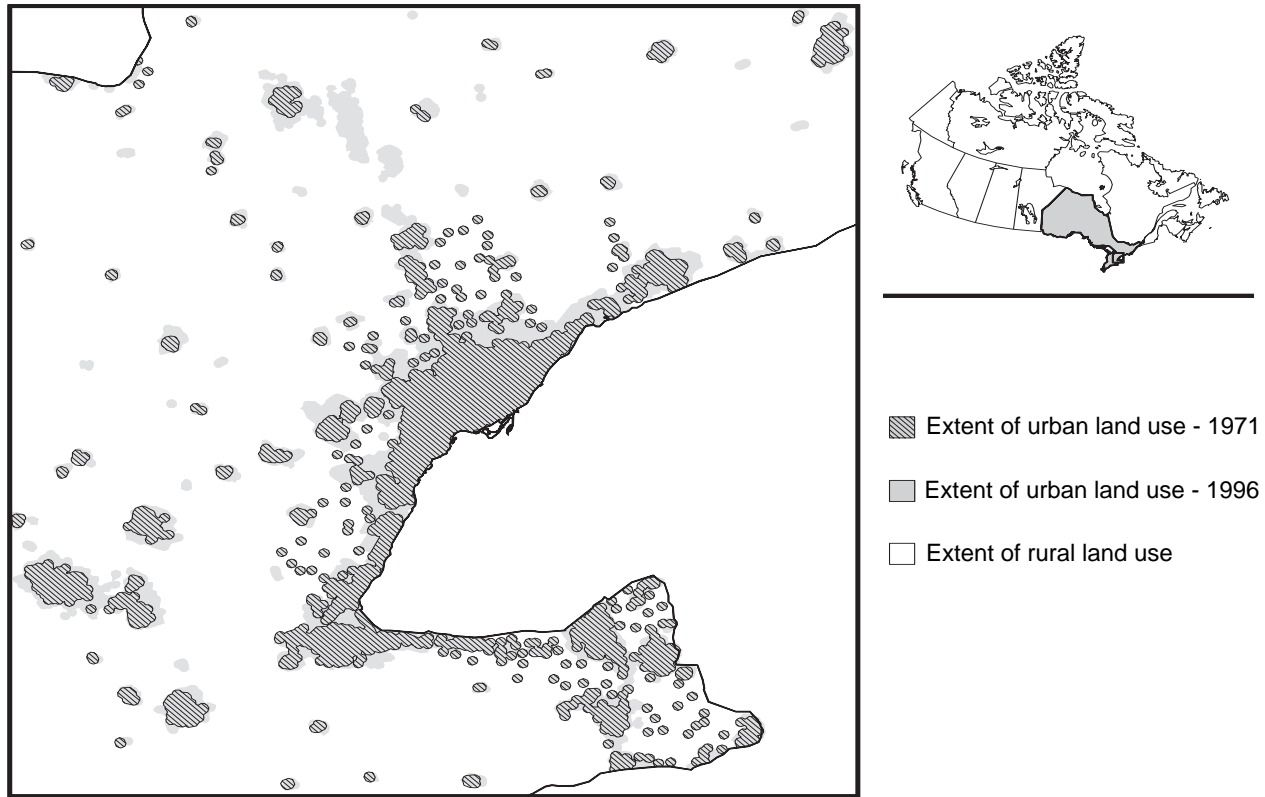 Extent of urban land use - 1971
Extent of urban land use - 1996
Extent of rural land use